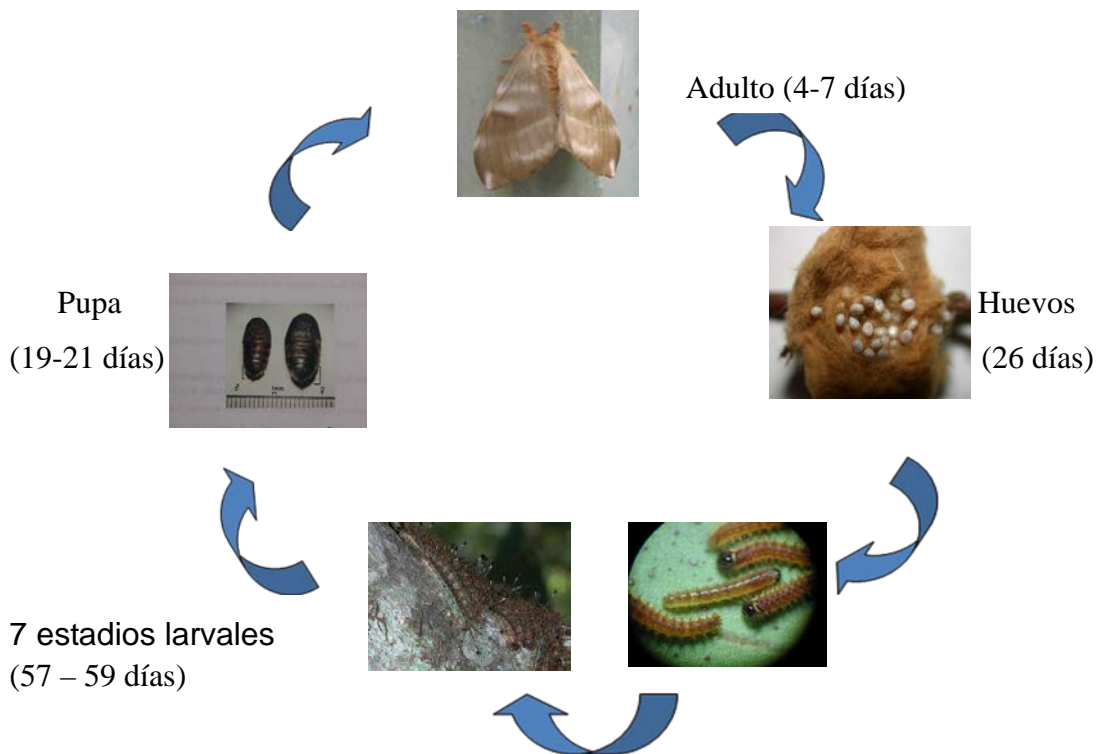 Adulto (4-7 días)
Huevos
(26 días)
7 estadios larvales
(57 – 59 días)
Pupa
(19-21 días)